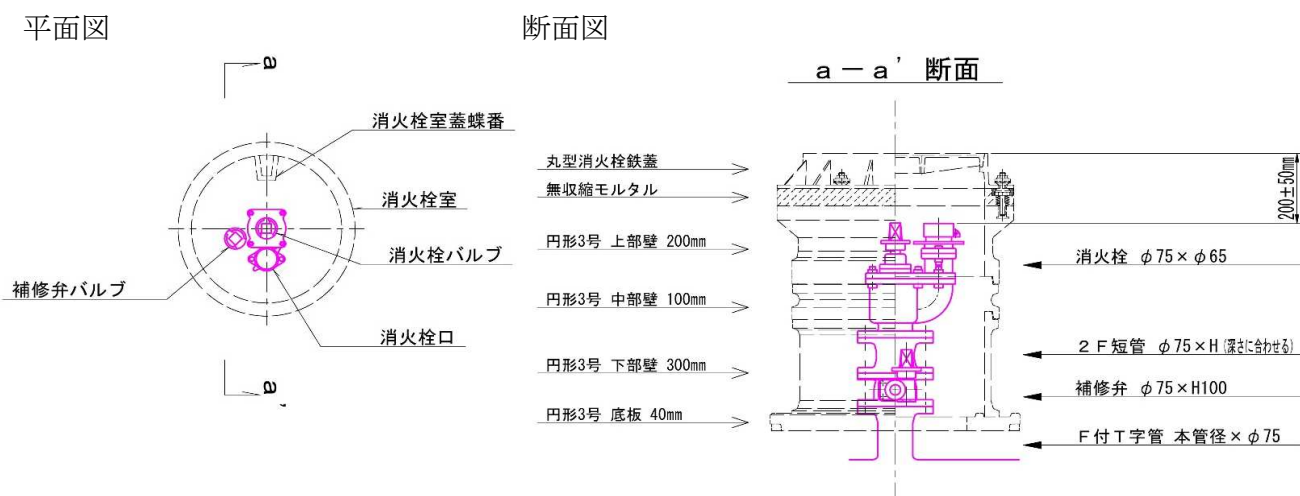 平面図
断面図
a
消火栓室蓋蝶番
消火栓室
消火栓バルブ
補修弁バルブ
消火栓口
a'
a-a' 断面
丸型消火栓鉄蓋
無収縮モルタル
円形3号 上部壁 200mm
円形3号 中部壁 100mm
円形3号 下部壁 300mm
円形3号 底板 40mm
200±50mm
消火栓 φ75×φ65
2F短管 φ75×H(深さに合わせる)
補修弁 φ75×H100
F付T字管 本管径×φ75